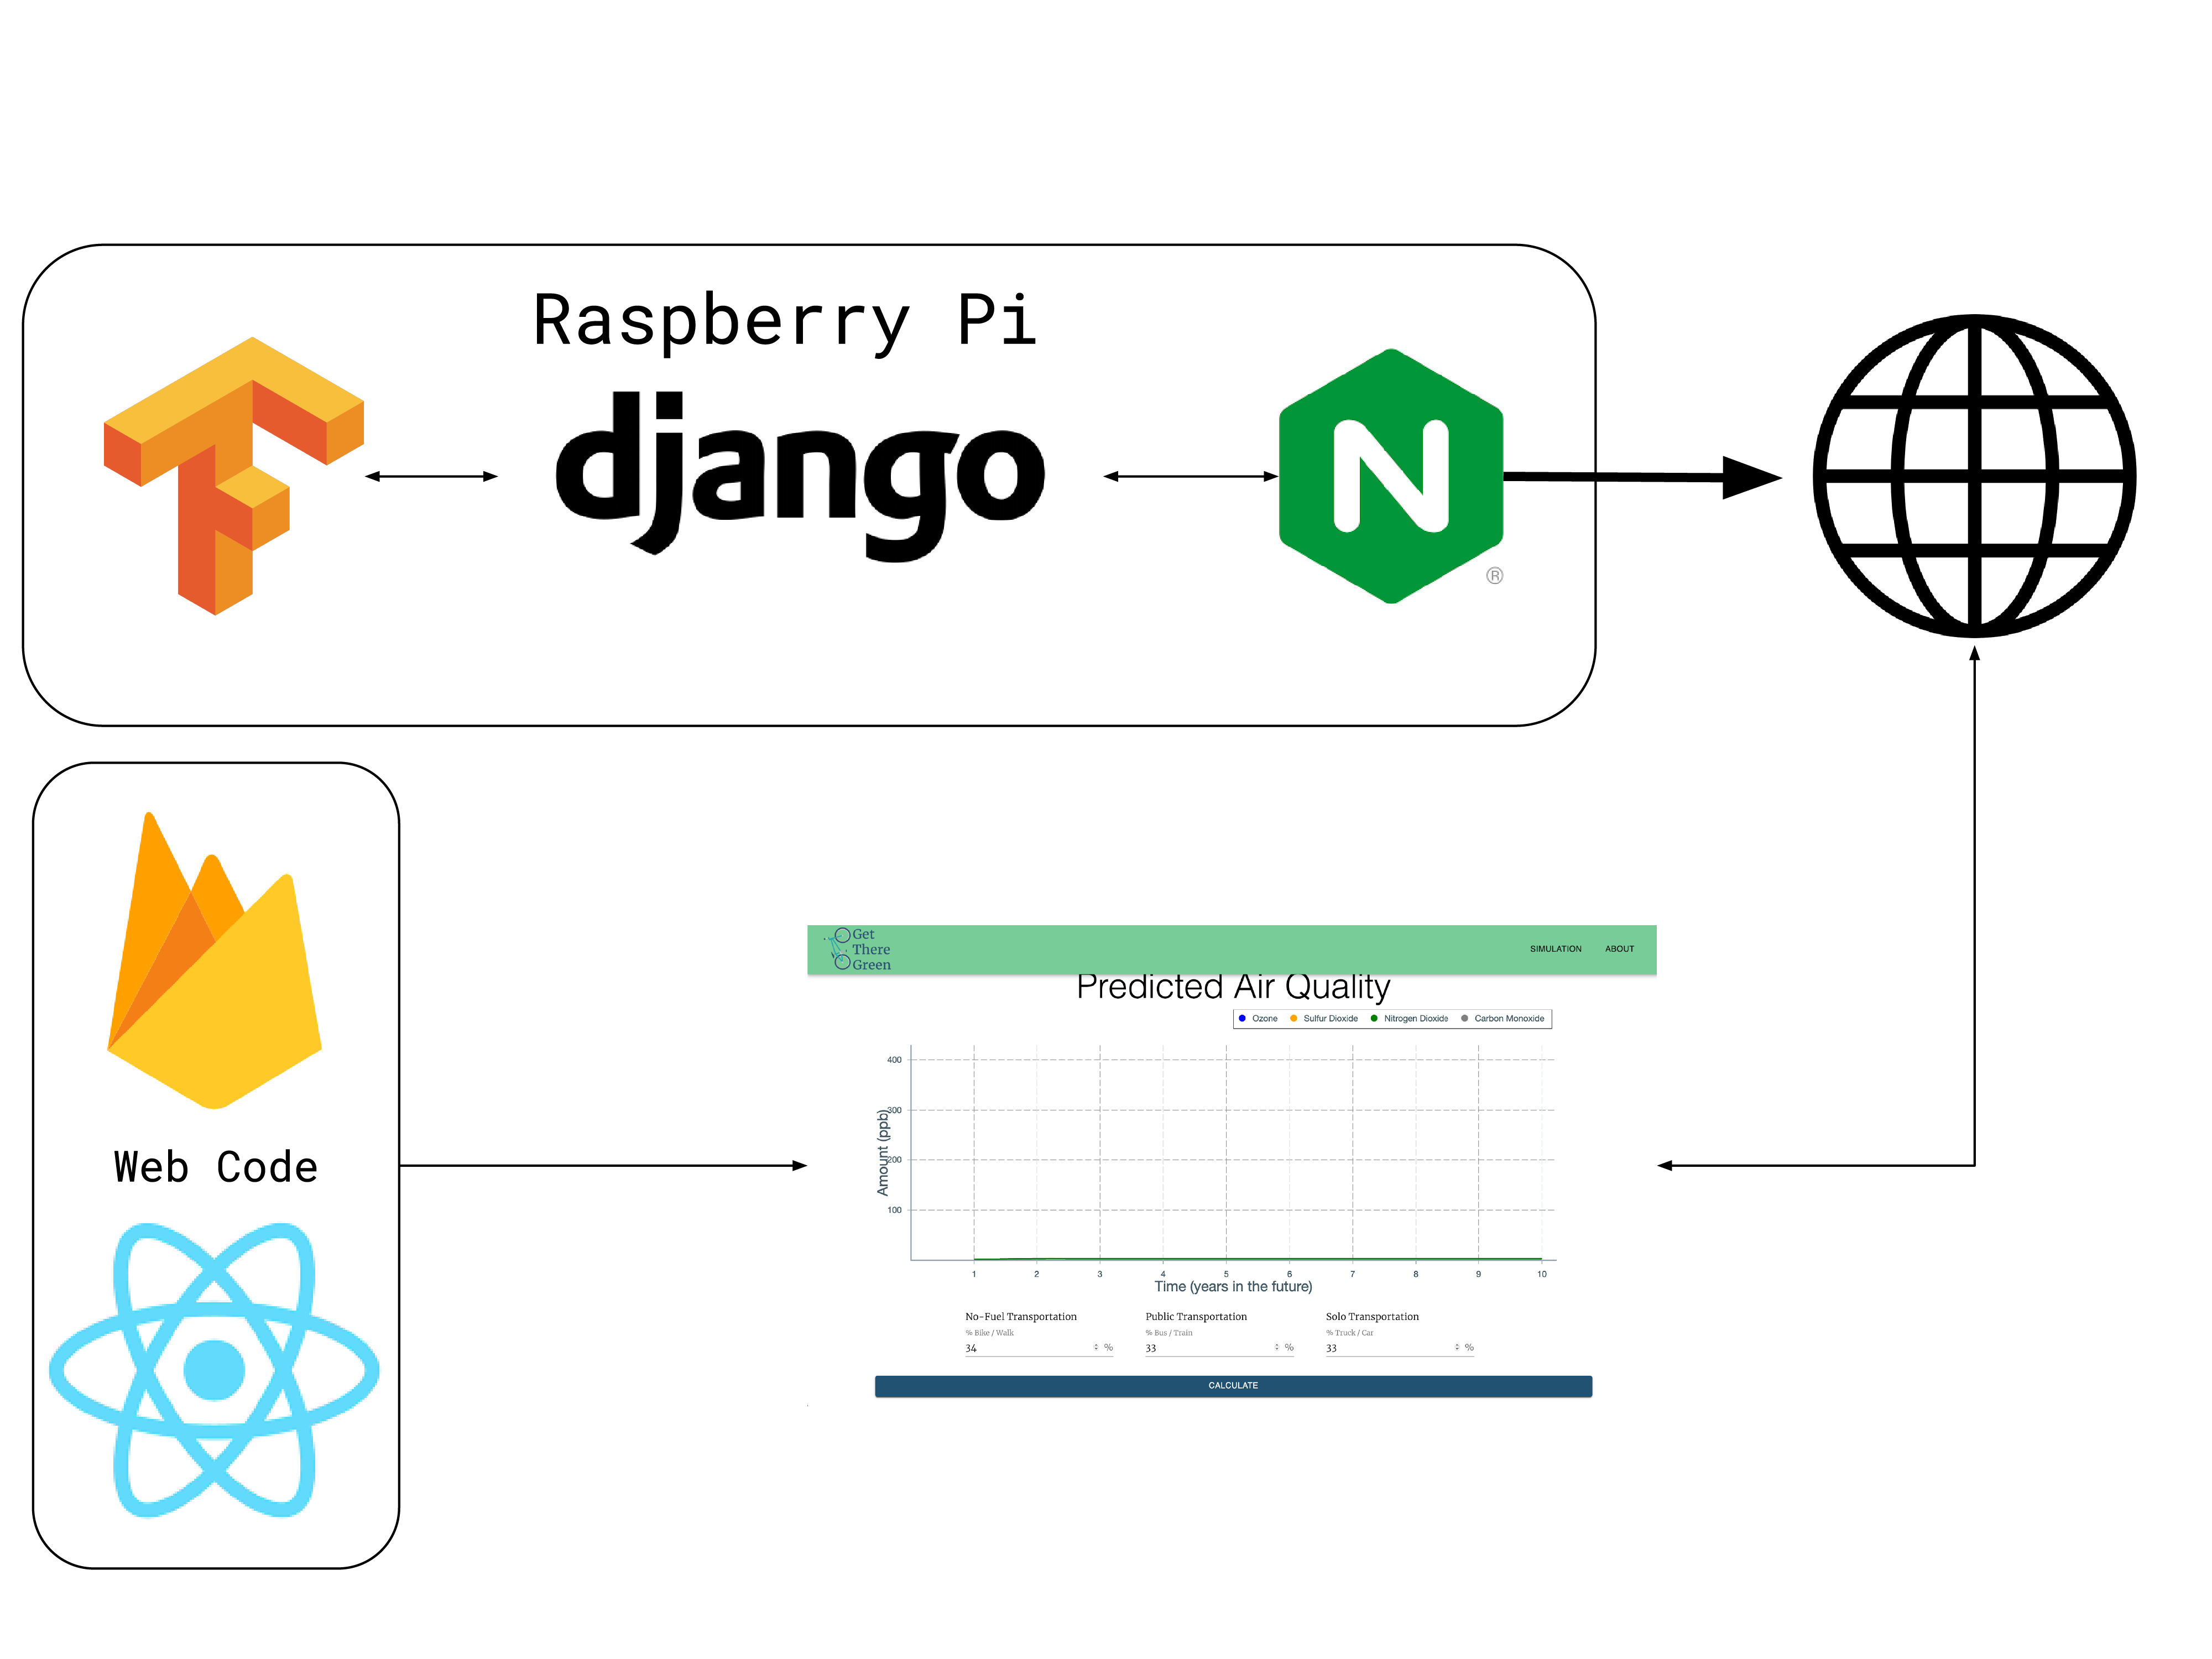 Raspberry Pi
django
N
®
Web Code
Get
There
Green
SIMULATION ABOUT
Predicted Air Quality
Ozone Sulfur Dioxide Nitrogen Dioxide Carbon Monoxide
400
300
200
100
Amount (ppb)
1 2 3 4 5 6 7 8 9 10
Time (years in the future)
No-Fuel Transportation Public Transportation Solo Transportation
% Bike / Walk % Bus / Train % Truck / Car
34 % 33 % 33 %
CALCULATE